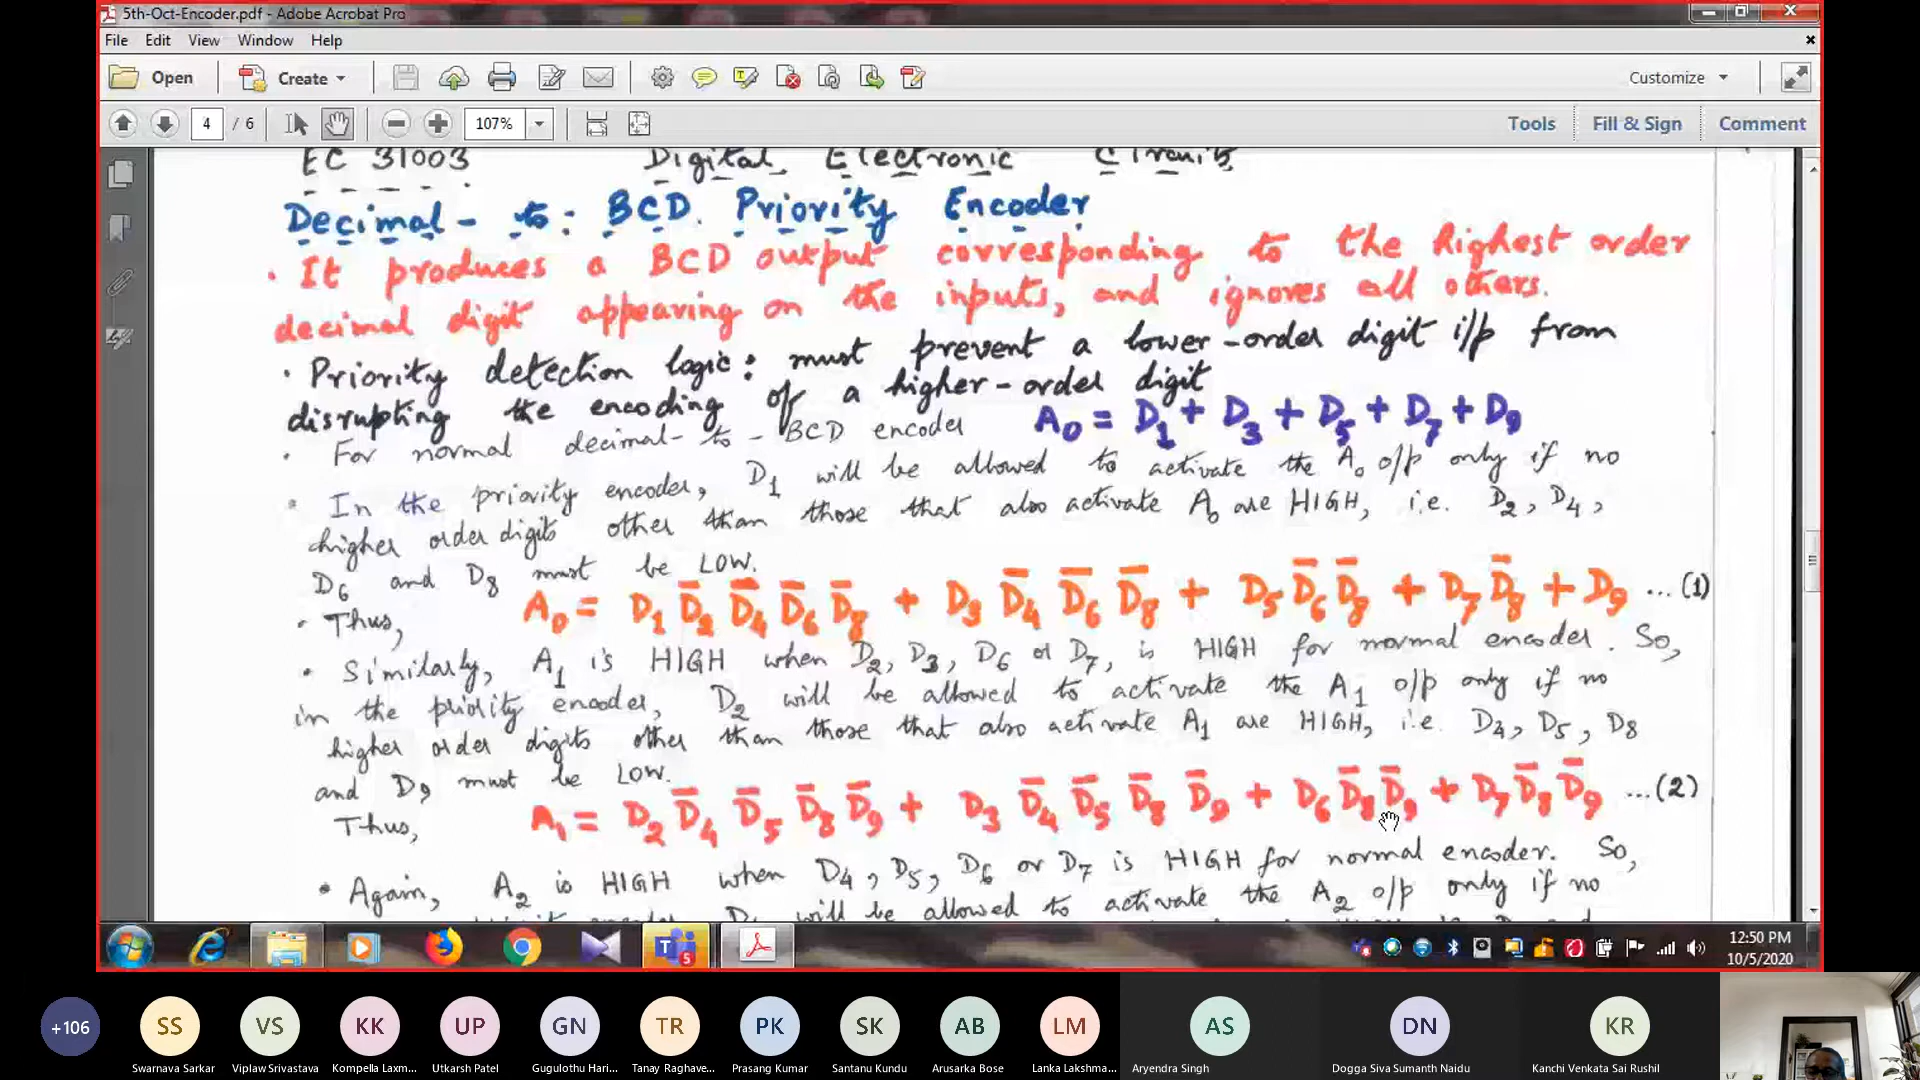 5th-Oct-Encoder.pdf - Adobe Acrobat Pro
File Edit View Window Help
Open Create Customize
4 / 6 107% Tools Fill & Sign Comment
EC 31003 Digital Electronic Circuits
Decimal - to - BCD Priority Encoder
• It produces a BCD output corresponding to the highest order
decimal digit appearing on the inputs, and ignores all others.
• Priority detection logic: must prevent a lower-order digit i/p from
disrupting the encoding of a higher-order digit
• For normal decimal-to-BCD encoder A₀ = D₁ + D₃ + D₅ + D₇ + D₉
• In the priority encoder, D₁ will be allowed to activate the A₀ o/p only if no
higher order digits other than those that also activate A₀ are HIGH, i.e. D₂, D₄,
D₆ and D₈ must be LOW.
• Thus, A₀ = D₁ D̅₂ D̅₄ D̅₆ D̅₈ + D₃ D̅₄ D̅₆ D̅₈ + D₅ D̅₆ D̅₈ + D₇ D̅₈ + D₉ ...(1)
• Similarly, A₁ is HIGH when D₂, D₃, D₆ or D₇, is HIGH for normal encoder. So,
in the priority encoder, D₂ will be allowed to activate the A₁ o/p only if no
higher order digits other than those that also activate A₁ are HIGH, i.e. D₄, D₅, D₈
and D₉ must be LOW.
Thus, A₁ = D₂ D̅₄ D̅₅ D̅₈ D̅₉ + D₃ D̅₄ D̅₅ D̅₈ D̅₉ + D₆ D̅₈ D̅₉ + D₇ D̅₈ D̅₉ ...(2)
• Again, A₂ is HIGH when D₄, D₅, D₆ or D₇ is HIGH for normal encoder. So,
will be allowed to activate the A₂ o/p only if no
12:50 PM
10/5/2020
+106 SS VS KK UP GN TR PK SK AB LM AS DN KR
Swarnava Sarkar Viplaw Srivastava Kompella Laxm... Utkarsh Patel Gugulothu Hari... Tanay Raghave... Prasang Kumar Santanu Kundu Arusarka Bose Lanka Lakshma... Aryendra Singh Dogga Siva Sumanth Naidu Kanchi Venkata Sai Rushil